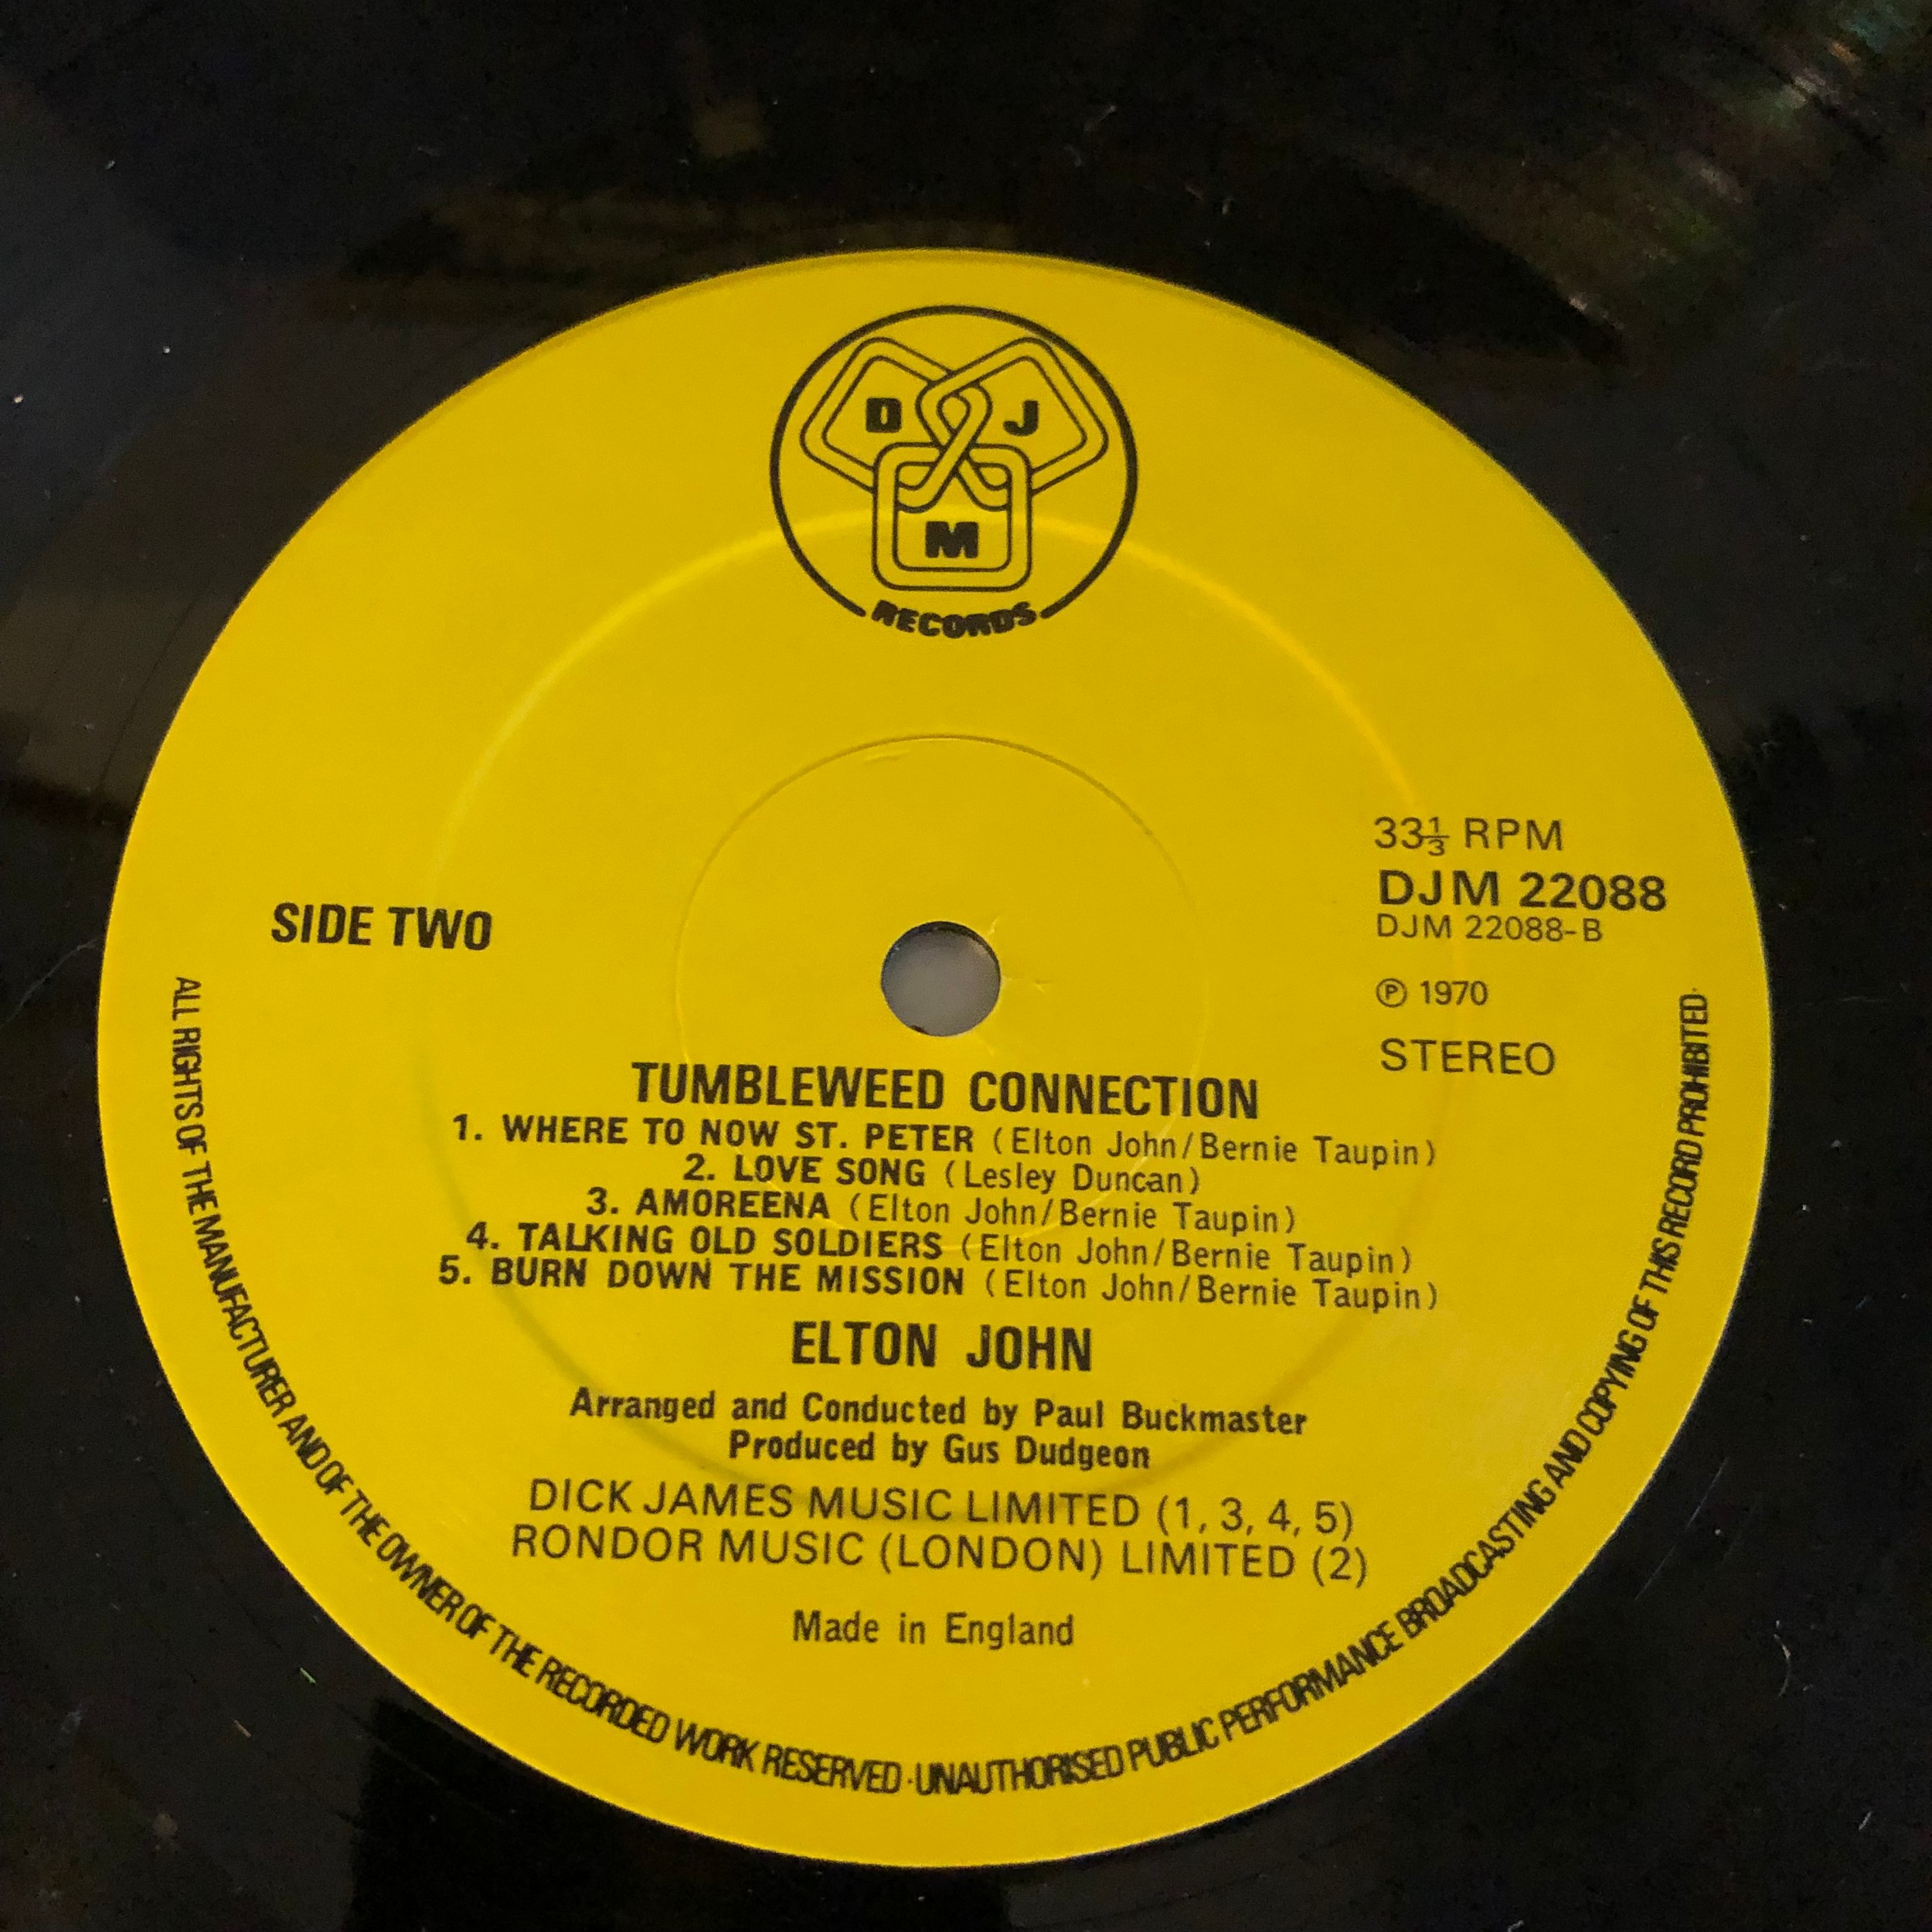 D J
M
RECORDS
33⅓ RPM
DJM 22088
DJM 22088-B
SIDE TWO
℗ 1970
STEREO
TUMBLEWEED CONNECTION
1. WHERE TO NOW ST. PETER (Elton John/Bernie Taupin)
2. LOVE SONG (Lesley Duncan)
3. AMOREENA (Elton John/Bernie Taupin)
4. TALKING OLD SOLDIERS (Elton John/Bernie Taupin)
5. BURN DOWN THE MISSION (Elton John/Bernie Taupin)
ELTON JOHN
Arranged and Conducted by Paul Buckmaster
Produced by Gus Dudgeon
DICK JAMES MUSIC LIMITED (1, 3, 4, 5)
RONDOR MUSIC (LONDON) LIMITED (2)
Made in England
ALL RIGHTS OF THE MANUFACTURER AND OF THE OWNER OF THE RECORDED WORK RESERVED · UNAUTHORISED PUBLIC PERFORMANCE BROADCASTING AND COPYING OF THIS RECORD PROHIBITED ·